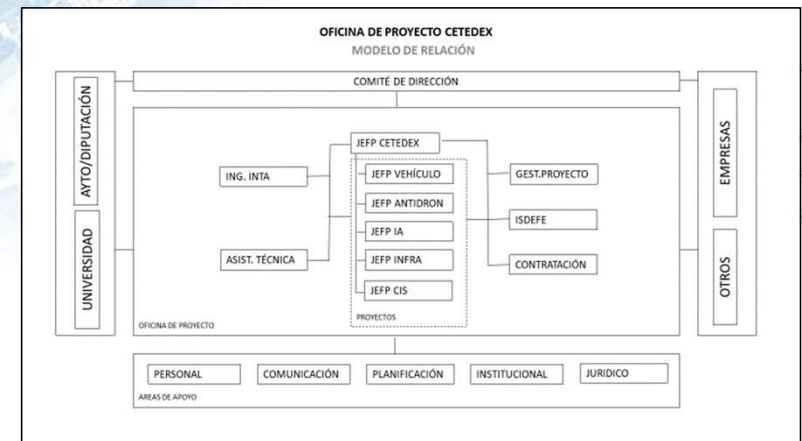 OFICINA DE PROYECTO CETEDEX
MODELO DE RELACIÓN
AYTO/DIPUTACIÓN
UNIVERSIDAD
COMITÉ DE DIRECCIÓN
JEFP CETEDEX
ING. INTA
ASIST. TÉCNICA
JEFP VEHÍCULO
JEFP ANTIDRON
JEFP IA
JEFP INFRA
JEFP CIS
PROYECTOS
GEST.PROYECTO
ISDEFE
CONTRATACIÓN
OFICINA DE PROYECTO
EMPRESAS
OTROS
PERSONAL
COMUNICACIÓN
PLANIFICACIÓN
INSTITUCIONAL
JURIDICO
AREAS DE APOYO